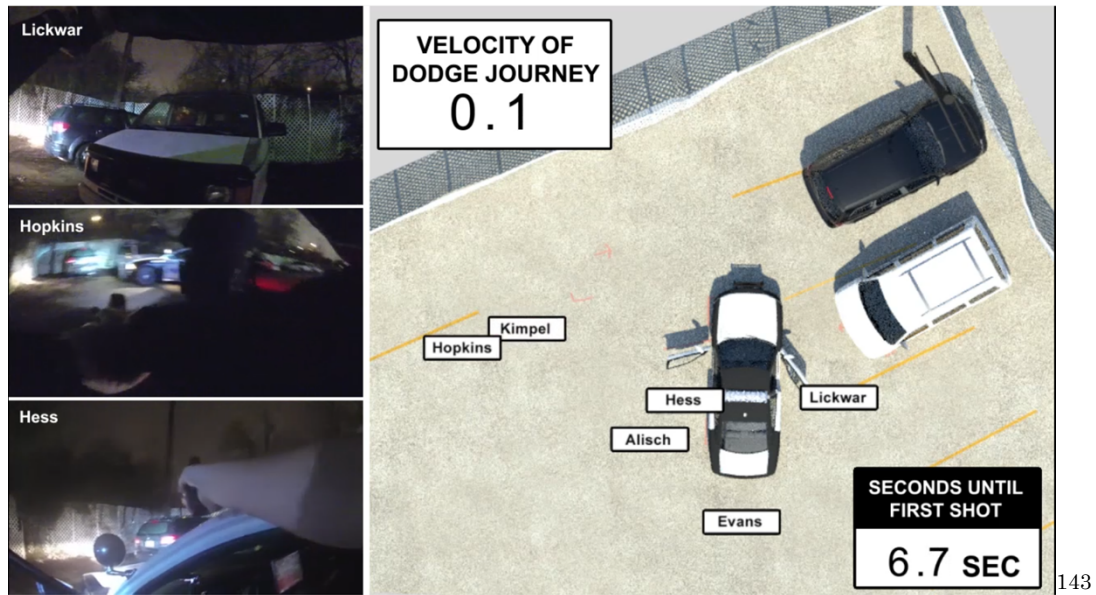 Lickwar
Hopkins
Hess
VELOCITY OF
DODGE JOURNEY
0.1
Kimpel
Hopkins
Hess
Lickwar
Alisch
Evans
SECONDS UNTIL
FIRST SHOT
6.7 SEC
143